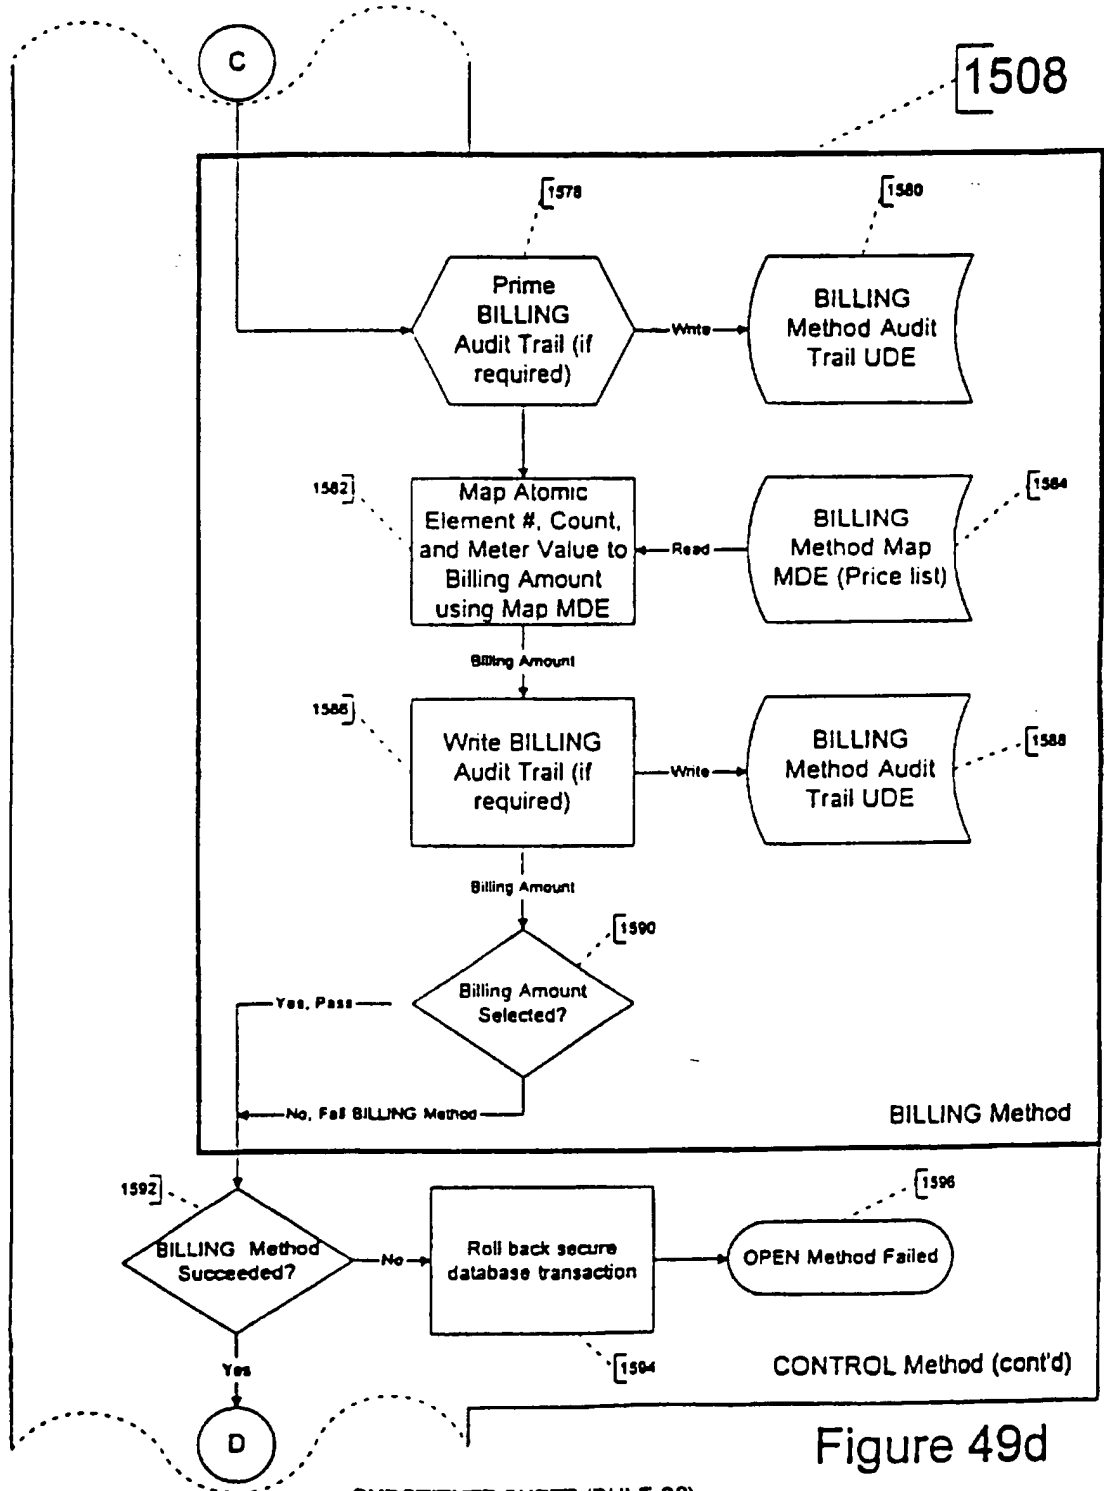 C
1508
1578
1580
Prime
BILLING
Audit Trail (if
required)
Write
BILLING
Method Audit
Trail UDE
1582
1584
Map Atomic
Element #, Count,
and Meter Value to
Billing Amount
using Map MDE
Read
BILLING
Method Map
MDE (Price list)
Billing Amount
1586
1588
Write BILLING
Audit Trail (if
required)
Write
BILLING
Method Audit
Trail UDE
Billing Amount
1590
Billing Amount
Selected?
Yes, Pass
No, Fail BILLING Method
BILLING Method
1592
1596
BILLING Method
Succeeded?
No
Roll back secure
database transaction
OPEN Method Failed
1594
Yes
CONTROL Method (cont'd)
D
Figure 49d